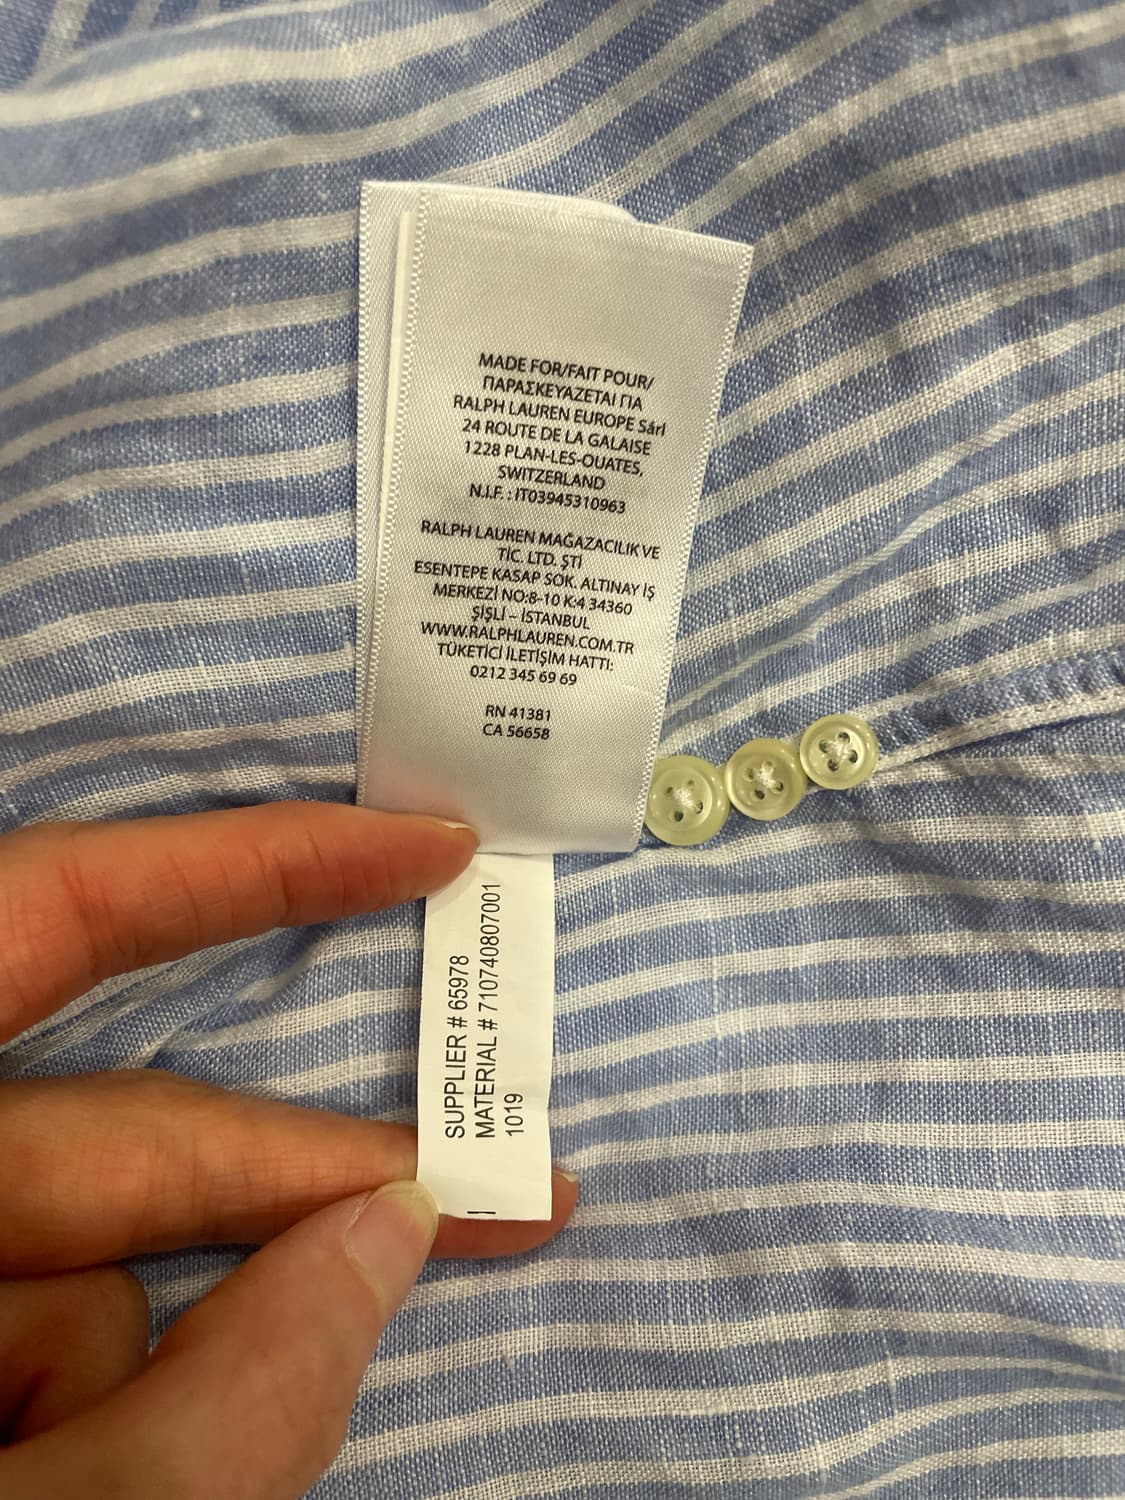 MADE FOR/FAIT POUR/
ΠΑΡΑΣΚΕΥΑΖΕΤΑΙ ΓΙΑ
RALPH LAUREN EUROPE Sárl
24 ROUTE DE LA GALAISE
1228 PLAN-LES-OUATES,
SWITZERLAND
N.I.F. : IT03945310963
RALPH LAUREN MAĞAZACILIK VE
TİC. LTD. ŞTİ
ESENTEPE KASAP SOK. ALTINAY İŞ
MERKEZİ NO:8-10 K:4 34360
ŞİŞLİ – İSTANBUL
WWW.RALPHLAUREN.COM.TR
TÜKETİCİ İLETİŞİM HATTI:
0212 345 69 69
RN 41381
CA 56658
SUPPLIER # 65978
MATERIAL # 710740807001
1019